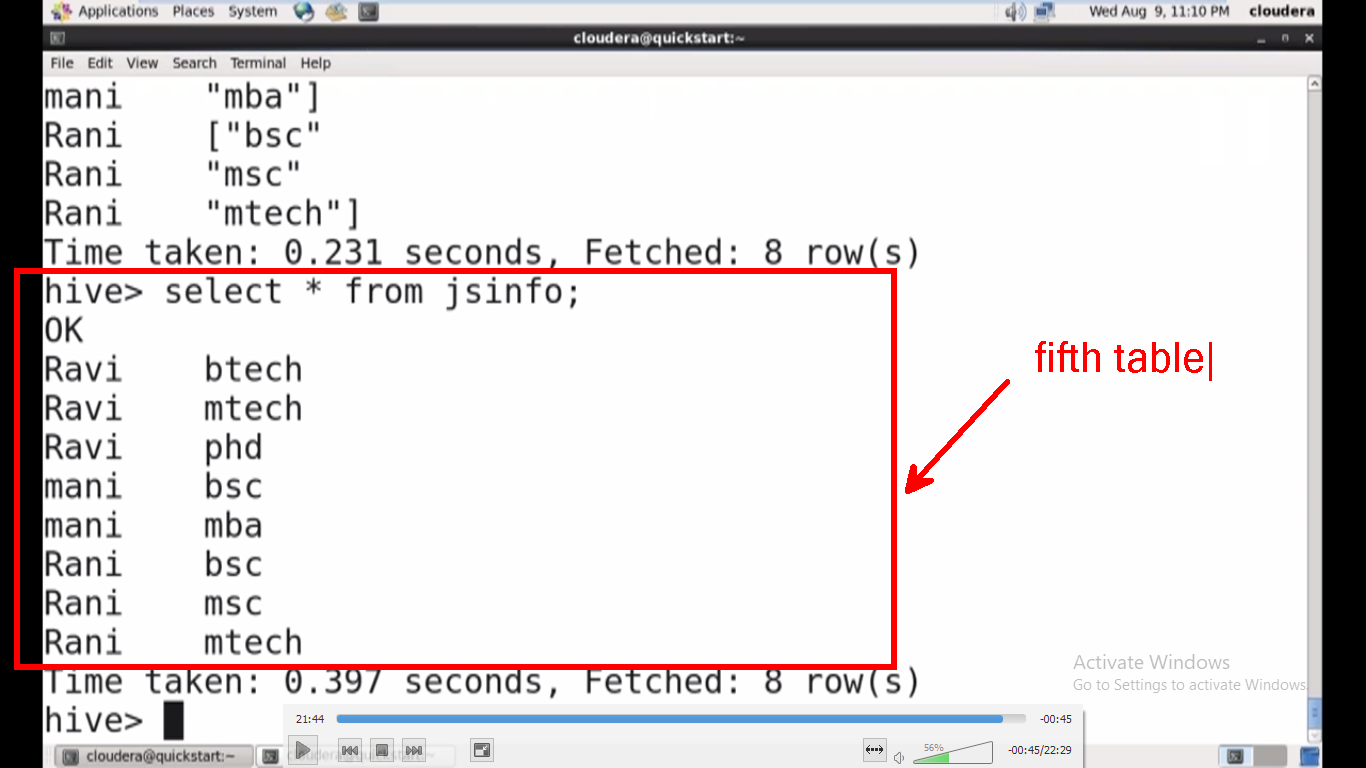 Applications Places System Wed Aug 9, 11:10 PM cloudera
cloudera@quickstart:~
File Edit View Search Terminal Help
mani "mba"]
Rani ["bsc"
Rani "msc"
Rani "mtech"]
Time taken: 0.231 seconds, Fetched: 8 row(s)
hive> select * from jsinfo;
OK
fifth table
Ravi btech
Ravi mtech
Ravi phd
mani bsc
mani mba
Rani bsc
Rani msc
Rani mtech
Activate Windows
Go to Settings to activate Windows.
Time taken: 0.397 seconds, Fetched: 8 row(s)
hive>
21:44 -00:45
56% -00:45/22:29
cloudera@quickstart:~ cloudera@quickstart:~